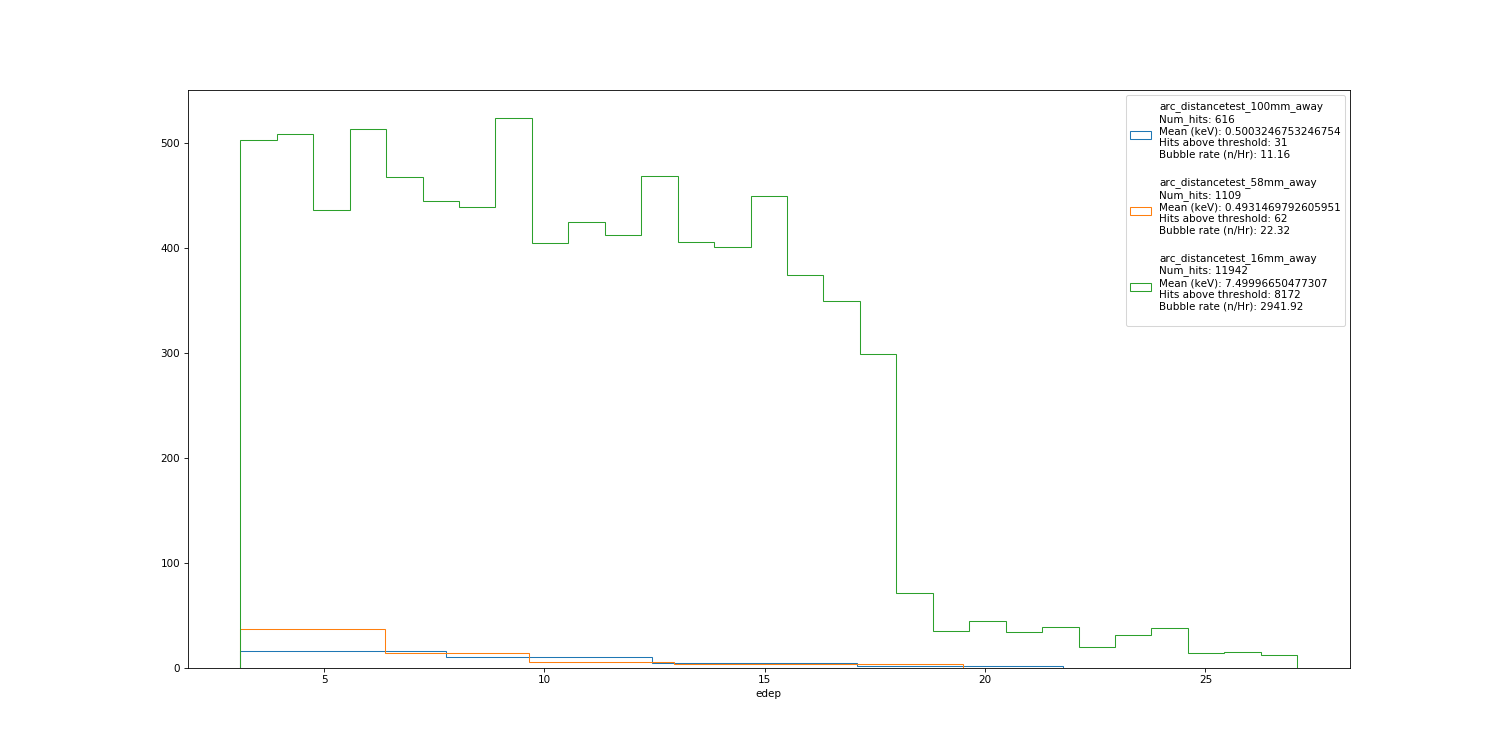 arc_distancetest_100mm_away
Num_hits: 616
Mean (keV): 0.5003246753246754
Hits above threshold: 31
Bubble rate (n/Hr): 11.16
arc_distancetest_58mm_away
Num_hits: 1109
Mean (keV): 0.4931469792605951
Hits above threshold: 62
Bubble rate (n/Hr): 22.32
arc_distancetest_16mm_away
Num_hits: 11942
Mean (keV): 7.49996650477307
Hits above threshold: 8172
Bubble rate (n/Hr): 2941.92
500
400
300
200
100
0
5 10 15 20 25
edep